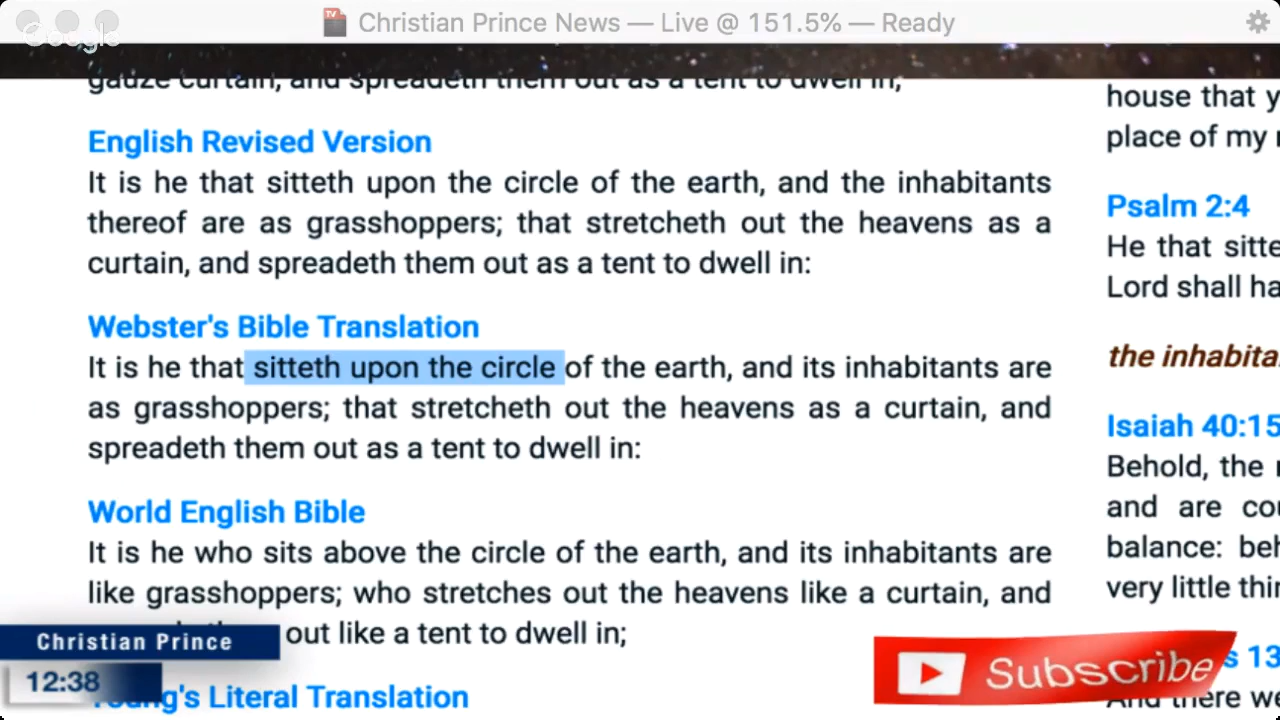 Christian Prince News — Live @ 151.5% — Ready
Google
gauze curtain, and spreadeth them out as a tent to dwell in;
English Revised Version
It is he that sitteth upon the circle of the earth, and the inhabitants
thereof are as grasshoppers; that stretcheth out the heavens as a
curtain, and spreadeth them out as a tent to dwell in:
Webster's Bible Translation
It is he that sitteth upon the circle of the earth, and its inhabitants are
as grasshoppers; that stretcheth out the heavens as a curtain, and
spreadeth them out as a tent to dwell in:
World English Bible
It is he who sits above the circle of the earth, and its inhabitants are
like grasshoppers; who stretches out the heavens like a curtain, and
out like a tent to dwell in;
Literal Translation
house that y
place of my
Psalm 2:4
He that sitte
Lord shall ha
the inhabita
Isaiah 40:15
Behold, the
and are cou
balance: beh
very little thin
13
And there we
Christian Prince
12:38
Subscribe